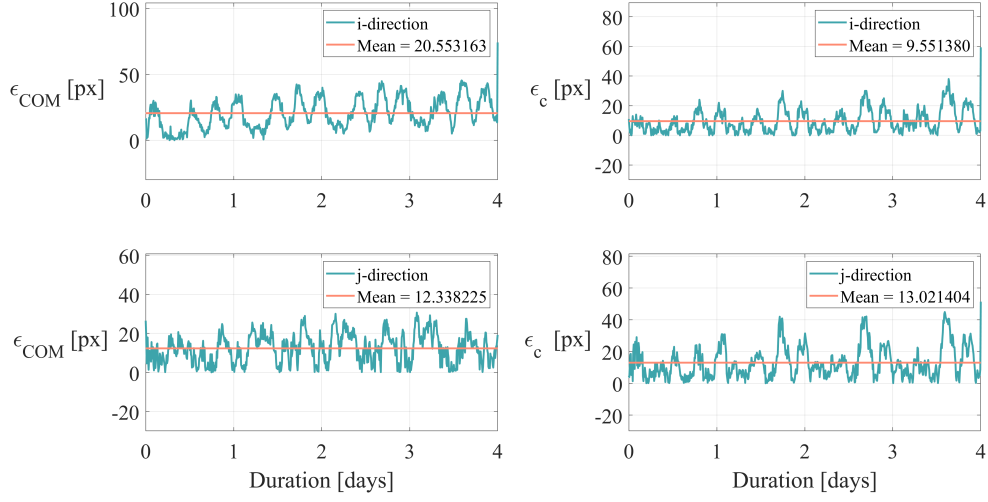 100
50
0
ϵCOM [px]
i-direction
Mean = 20.553163
0 1 2 3 4
80
60
40
20
0
-20
ϵc [px]
i-direction
Mean = 9.551380
0 1 2 3 4
60
40
20
0
-20
ϵCOM [px]
j-direction
Mean = 12.338225
0 1 2 3 4
Duration [days]
80
60
40
20
0
-20
ϵc [px]
j-direction
Mean = 13.021404
0 1 2 3 4
Duration [days]